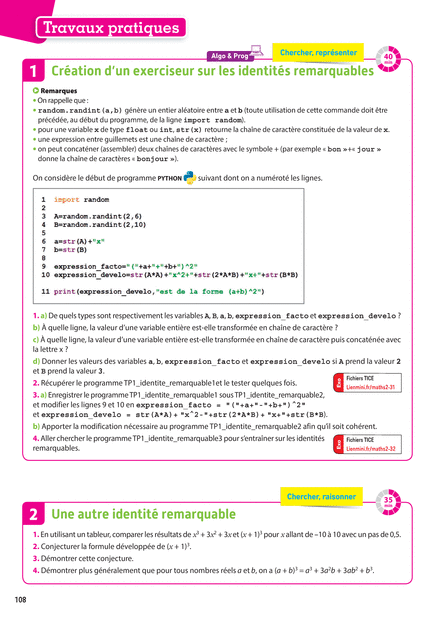 Travaux pratiques
Algo & Prog
Chercher, représenter
40 min
1 Création d'un exerciseur sur les identités remarquables
Remarques
• On rappelle que :
• random.randint(a,b) génère un entier aléatoire entre a et b (toute utilisation de cette commande doit être
précédée, au début du programme, de la ligne import random).
• pour une variable x de type float ou int, str(x) retourne la chaîne de caractère constituée de la valeur de x.
• une expression entre guillemets est une chaîne de caractère ;
• on peut concaténer (assembler) deux chaînes de caractères avec le symbole + (par exemple « bon »+« jour »
donne la chaîne de caractères « bonjour »).
On considère le début de programme PYTHON suivant dont on a numéroté les lignes.
1 import random
2
3 A=random.randint(2,6)
4 B=random.randint(2,10)
5
6 a=str(A)+"x"
7 b=str(B)
8
9 expression_facto="("+a+"+"+b+")^2"
10 expression_develo=str(A*A)+"x^2+"+str(2*A*B)+"x+"+str(B*B)
11 print(expression_develo,"est de la forme (a+b)^2")
1. a) De quels types sont respectivement les variables A, B, a, b, expression_facto et expression_develo ?
b) À quelle ligne, la valeur d'une variable entière est-elle transformée en chaîne de caractère ?
c) À quelle ligne, la valeur d'une variable entière est-elle transformée en chaîne de caractère puis concaténée avec
la lettre x ?
d) Donner les valeurs des variables a, b, expression_facto et expression_develo si A prend la valeur 2
et B prend la valeur 3.
2. Récupérer le programme TP1_identite_remarquable1et le tester quelques fois.
Exo
Fichiers TICE
Lienmini.fr/maths2-31
3. a) Enregistrer le programme TP1_identite_remarquable1 sous TP1_identite_remarquable2,
et modifier les lignes 9 et 10 en expression_facto = "("+a+"-"+b+")^2"
et expression_develo = str(A*A)+"x^2-"+str(2*A*B)+"x+"+str(B*B).
b) Apporter la modification nécessaire au programme TP1_identite_remarquable2 afin qu'il soit cohérent.
4. Aller chercher le programme TP1_identite_remarquable3 pour s'entraîner sur les identités
remarquables.
Exo
Fichiers TICE
Lienmini.fr/maths2-32
Chercher, raisonner
35 min
2 Une autre identité remarquable
1. En utilisant un tableur, comparer les résultats de x³ + 3x² + 3x et (x + 1)³ pour x allant de –10 à 10 avec un pas de 0,5.
2. Conjecturer la formule développée de (x + 1)³.
3. Démontrer cette conjecture.
4. Démontrer plus généralement que pour tous nombres réels a et b, on a (a + b)³ = a³ + 3a²b + 3ab² + b³.
108